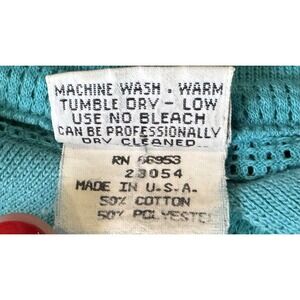 MACHINE WASH . WARM
TUMBLE DRY - LOW
USE NO BLEACH
CAN BE PROFESSIONALLY
DRY CLEANED
RN 66953
23054
MADE IN U.S.A.
50% COTTON
50% POLYESTE